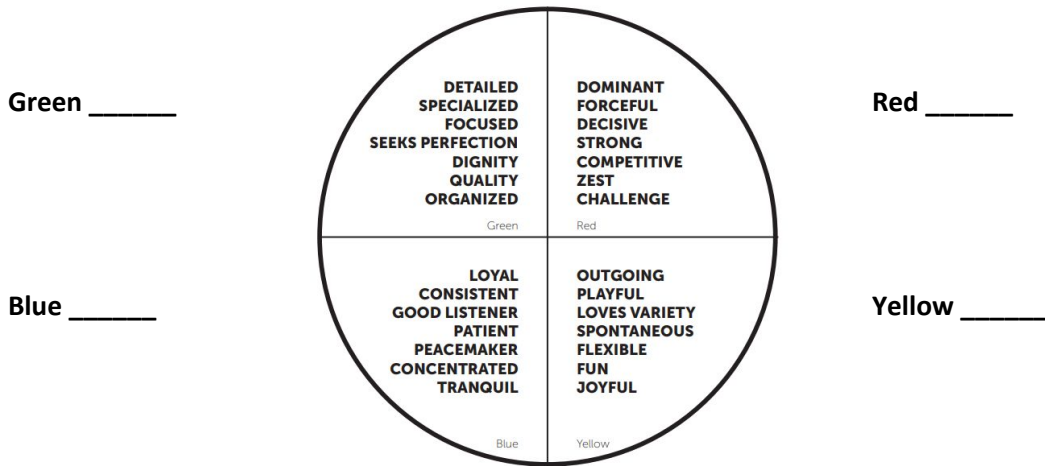 Green ______
DETAILED
SPECIALIZED
FOCUSED
SEEKS PERFECTION
DIGNITY
QUALITY
ORGANIZED
Green
DOMINANT
FORCEFUL
DECISIVE
STRONG
COMPETITIVE
ZEST
CHALLENGE
Red
Red ______
Blue ______
LOYAL
CONSISTENT
GOOD LISTENER
PATIENT
PEACEMAKER
CONCENTRATED
TRANQUIL
Blue
OUTGOING
PLAYFUL
LOVES VARIETY
SPONTANEOUS
FLEXIBLE
FUN
JOYFUL
Yellow
Yellow ______